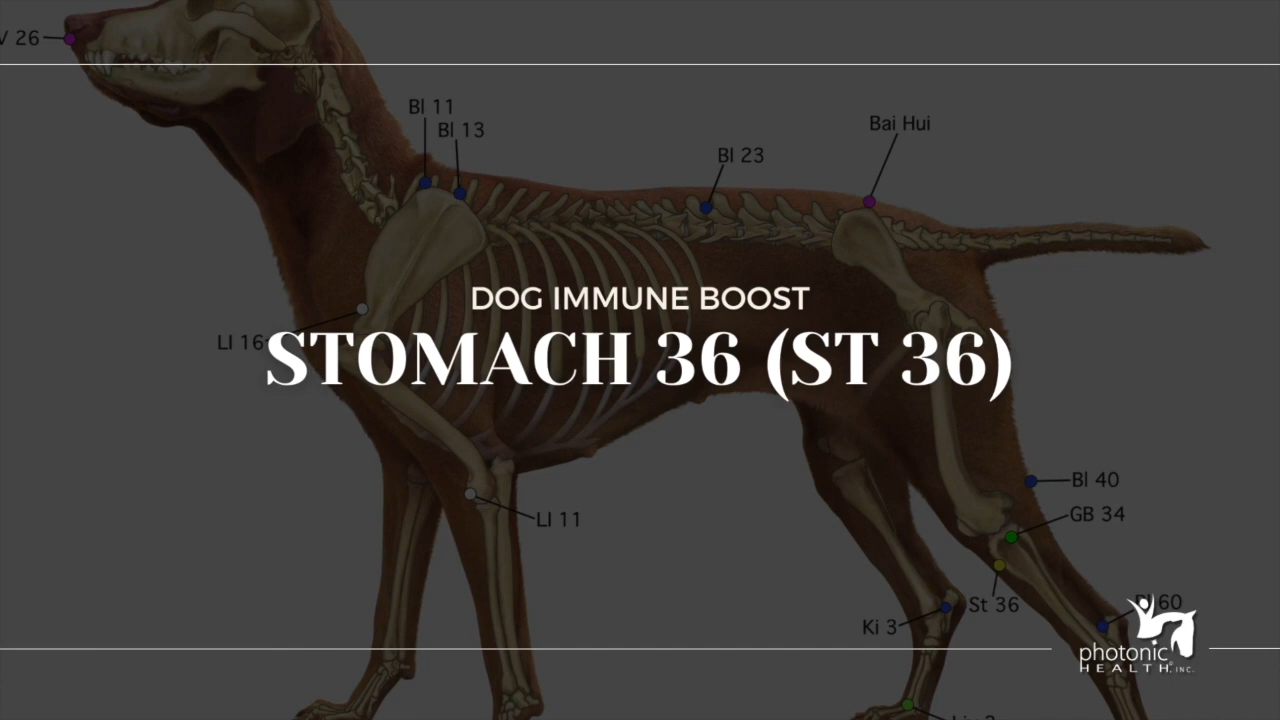 V 26
Bl 11
Bl 13
Bai Hui
Bl 23
DOG IMMUNE BOOST
LI 16
STOMACH 36 (ST 36)
Bl 40
GB 34
LI 11
St 36
Bl 60
Ki 3
photonic
HEALTH, INC.